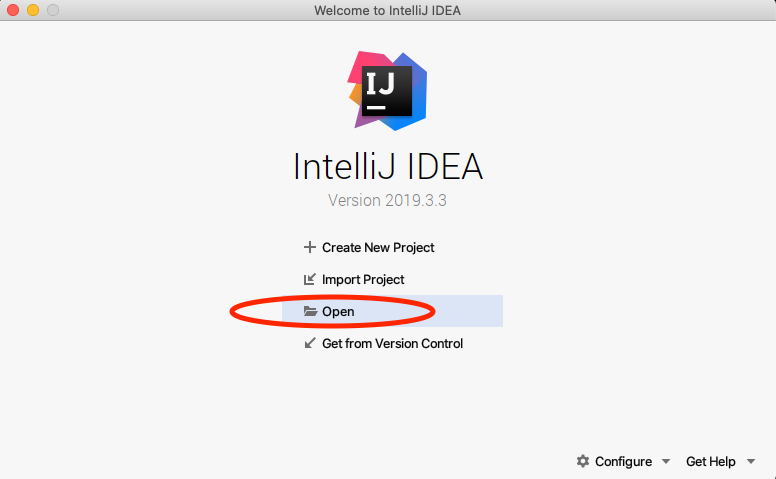 Welcome to IntelliJ IDEA
IJ
IntelliJ IDEA
Version 2019.3.3
Create New Project
Import Project
Open
Get from Version Control
Configure Get Help